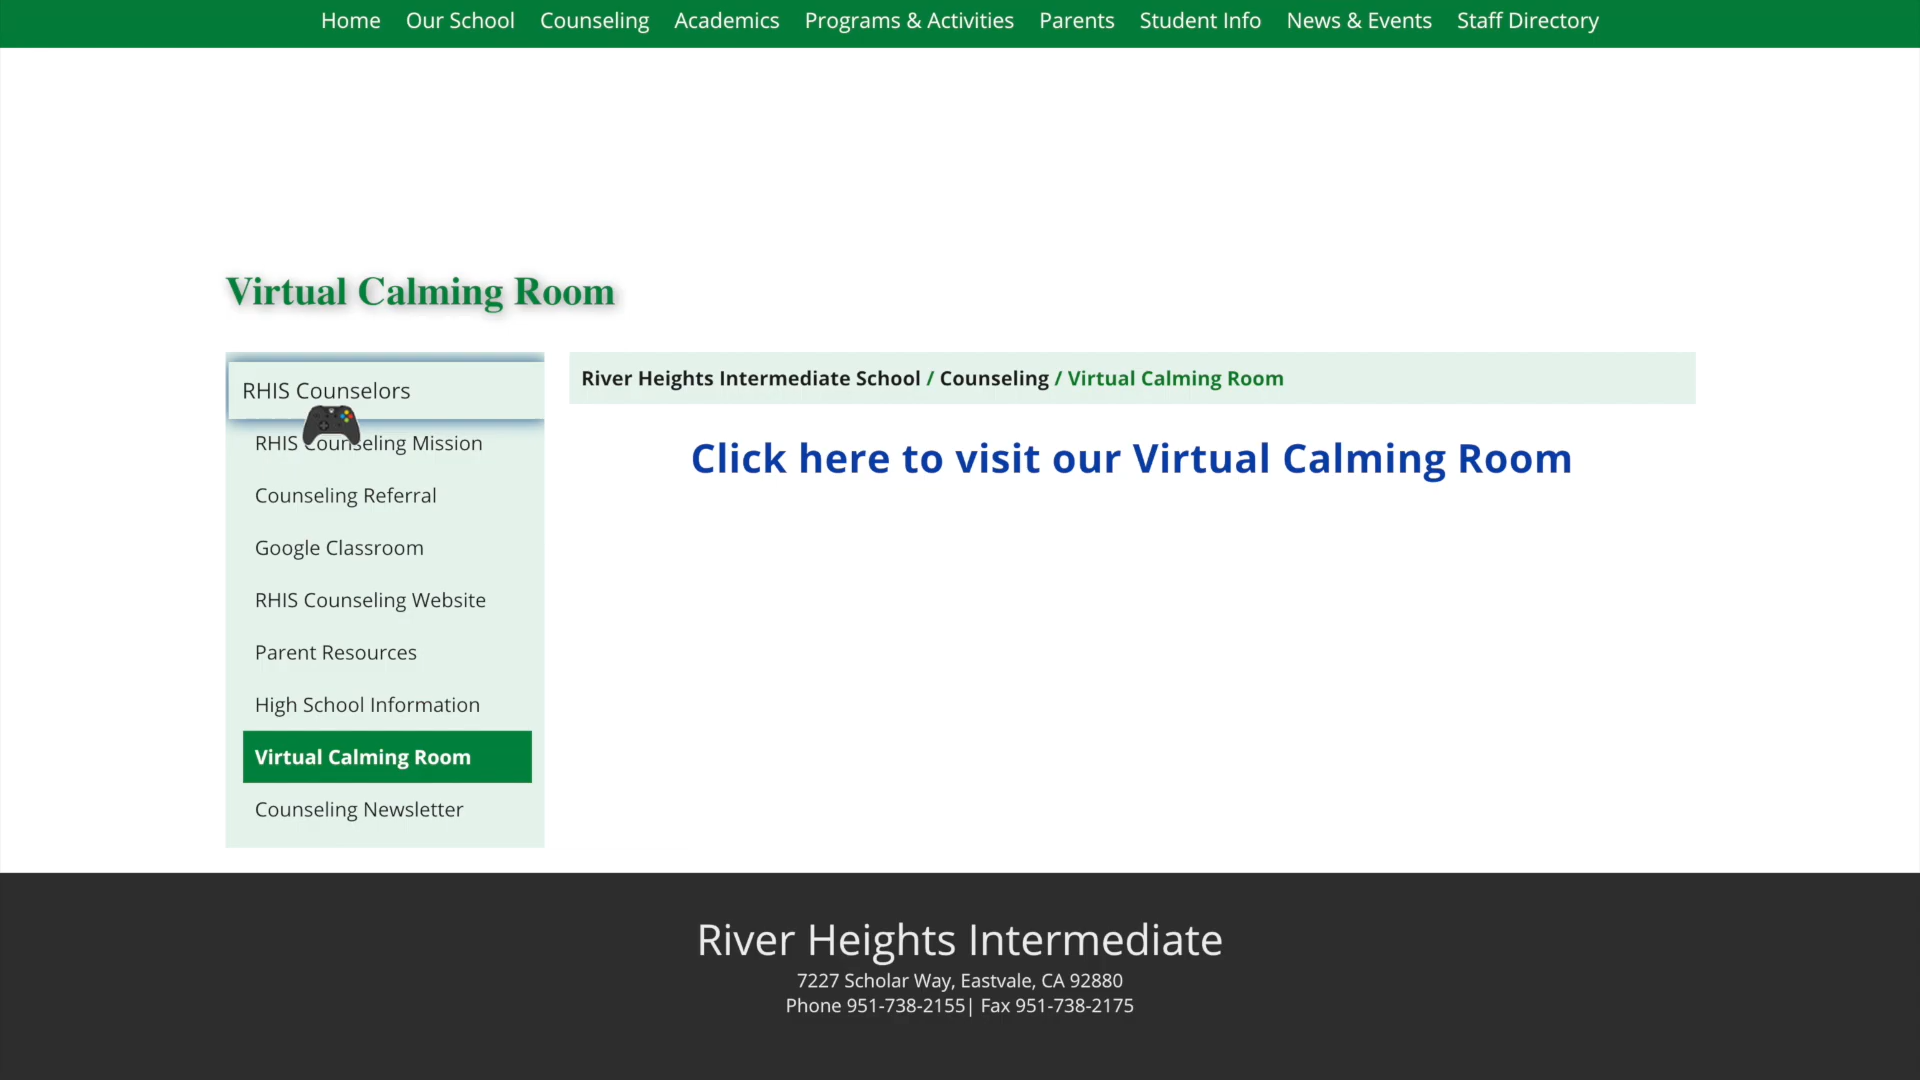 Home Our School Counseling Academics Programs & Activities Parents Student Info News & Events Staff Directory
Virtual Calming Room
RHIS Counselors
RHIS Counseling Mission
Counseling Referral
Google Classroom
RHIS Counseling Website
Parent Resources
High School Information
Virtual Calming Room
Counseling Newsletter
River Heights Intermediate School / Counseling / Virtual Calming Room
Click here to visit our Virtual Calming Room
River Heights Intermediate
7227 Scholar Way, Eastvale, CA 92880
Phone 951-738-2155| Fax 951-738-2175